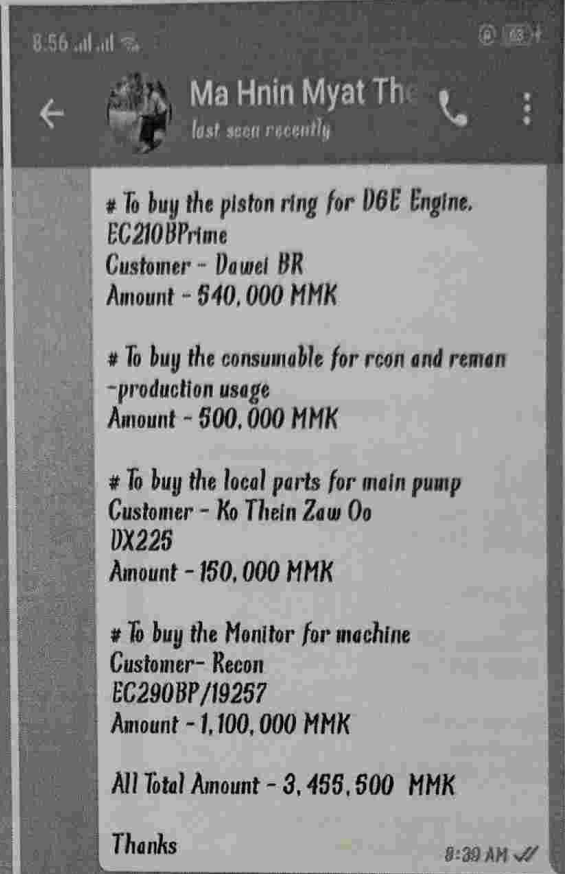 8:56
63
Ma Hnin Myat The
last seen recently
# To buy the piston ring for D6E Engine.
EC210BPrime
Customer - Dawei BR
Amount - 540,000 MMK
# To buy the consumable for rcon and reman
-production usage
Amount - 500,000 MMK
# To buy the local parts for main pump
Customer - Ko Thein Zaw Oo
DX225
Amount - 150,000 MMK
# To buy the Monitor for machine
Customer- Recon
EC290BP/19257
Amount - 1,100,000 MMK
All Total Amount - 3,455,500 MMK
Thanks
8:39 AM